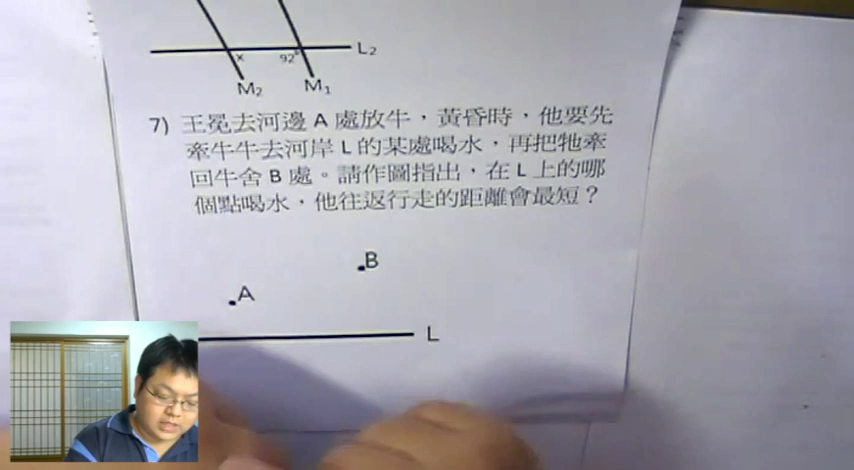 L₂
x
92°
M₂ M₁
7) 王冕去河邊 A 處放牛，黃昏時，他要先
牽牛牛去河岸 L 的某處喝水，再把牠牽
回牛舍 B 處。請作圖指出，在 L 上的哪
個點喝水，他往返行走的距離會最短？
B
A
L